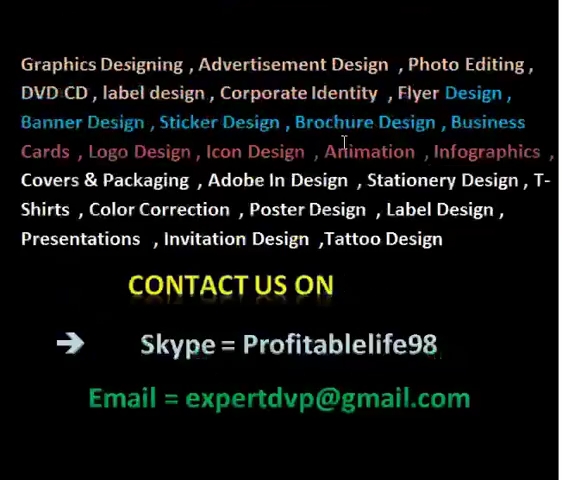 Graphics Designing , Advertisement Design , Photo Editing ,
DVD CD , label design , Corporate Identity , Flyer Design ,
Banner Design , Sticker Design , Brochure Design , Business
Cards , Logo Design , Icon Design , Animation , Infographics ,
Covers & Packaging , Adobe In Design , Stationery Design , T-
Shirts , Color Correction , Poster Design , Label Design ,
Presentations , Invitation Design ,Tattoo Design
CONTACT US ON
➔ Skype = Profitablelife98
Email = expertdvp@gmail.com